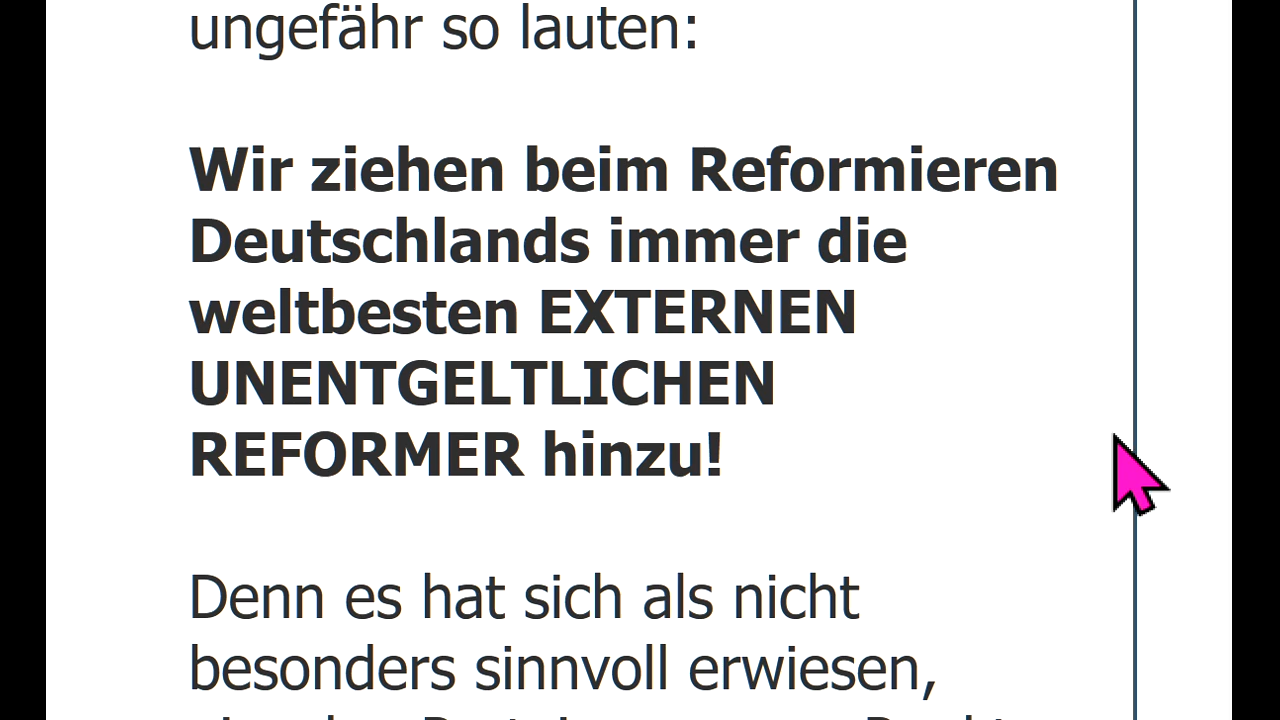 ungefähr so lauten:
Wir ziehen beim Reformieren
Deutschlands immer die
weltbesten EXTERNEN
UNENTGELTLICHEN
REFORMER hinzu!
Denn es hat sich als nicht
besonders sinnvoll erwiesen,